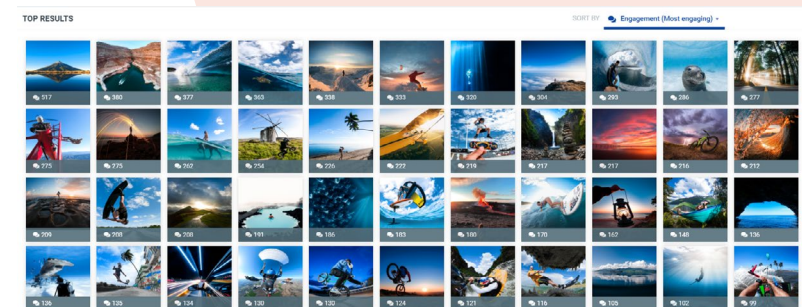 TOP RESULTS
SORT BY Engagement (Most engaging)
517 380 377 363 338 333 320 304 293 286 277
275 275 262 254 226 222 219 217 217 216 212
209 208 208 191 186 183 180 170 162 148 136
136 135 134 130 130 124 121 116 105 102 99